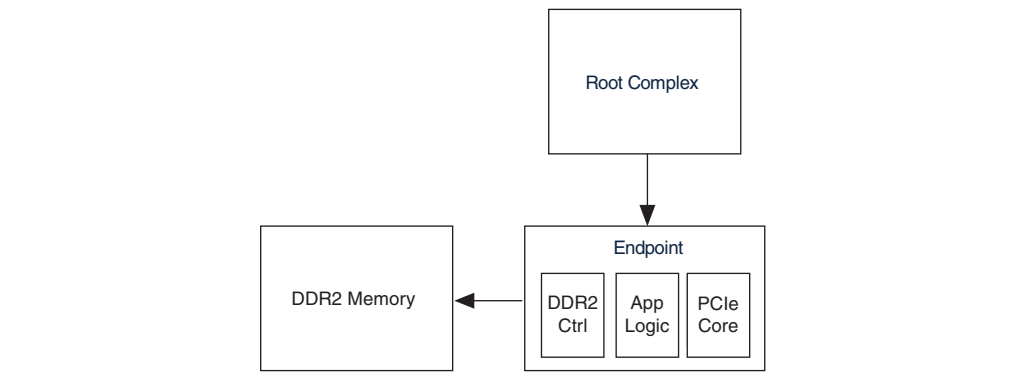 Root Complex
Endpoint
DDR2 Memory
DDR2
Ctrl
App
Logic
PCIe
Core